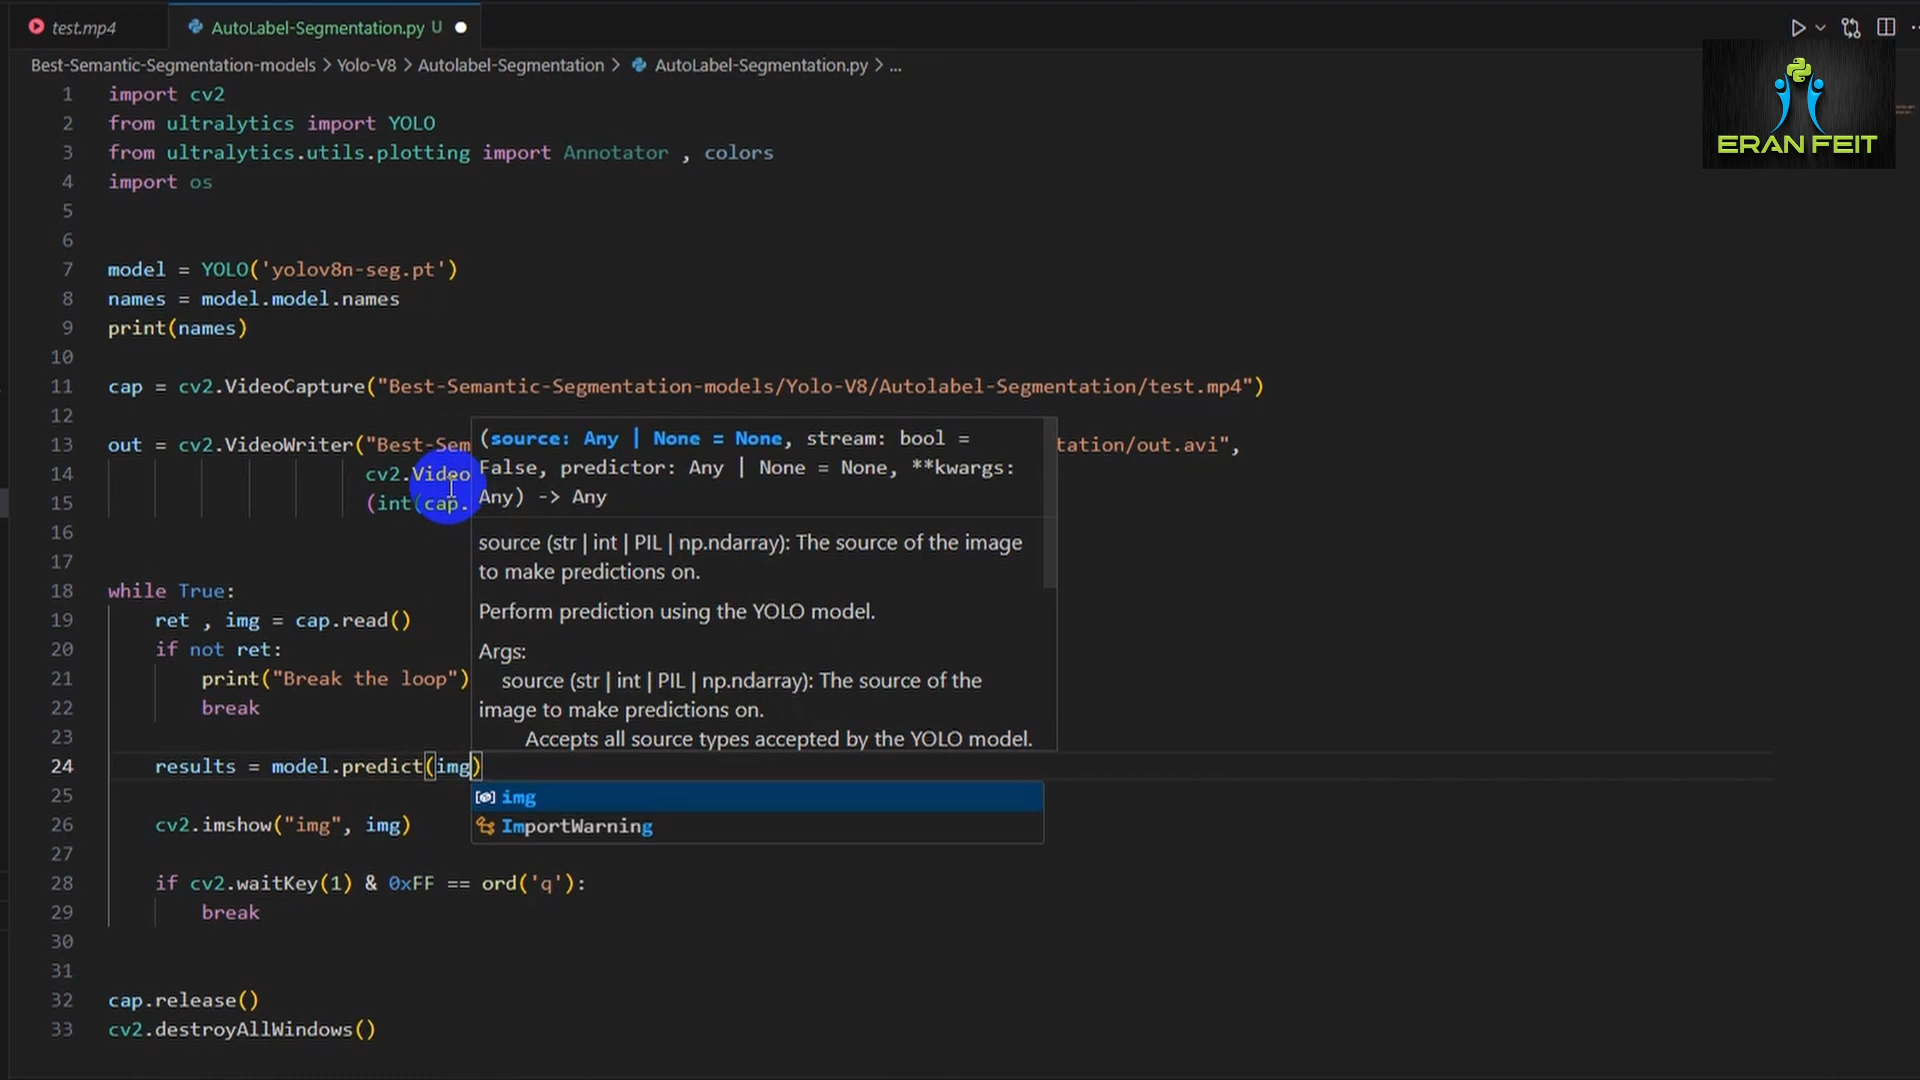 test.mp4
AutoLabel-Segmentation.py U
Best-Semantic-Segmentation-models > Yolo-V8 > Autolabel-Segmentation > AutoLabel-Segmentation.py > ...
ERAN FEIT
1 import cv2
2 from ultralytics import YOLO
3 from ultralytics.utils.plotting import Annotator , colors
4 import os
5
6
7 model = YOLO('yolov8n-seg.pt')
8 names = model.model.names
9 print(names)
10
11 cap = cv2.VideoCapture("Best-Semantic-Segmentation-models/Yolo-V8/Autolabel-Segmentation/test.mp4")
12
13 out = cv2.VideoWriter("Best-Sem tation/out.avi",
14 cv2.Video
15 (int(cap.
(source: Any | None = None, stream: bool =
False, predictor: Any | None = None, **kwargs:
Any) -> Any
source (str | int | PIL | np.ndarray): The source of the image
to make predictions on.
Perform prediction using the YOLO model.
Args:
source (str | int | PIL | np.ndarray): The source of the
image to make predictions on.
Accepts all source types accepted by the YOLO model.
16
17
18 while True:
19 ret , img = cap.read()
20 if not ret:
21 print("Break the loop")
22 break
23
24 results = model.predict(img)
img
ImportWarning
25
26 cv2.imshow("img", img)
27
28 if cv2.waitKey(1) & 0xFF == ord('q'):
29 break
30
31
32 cap.release()
33 cv2.destroyAllWindows()